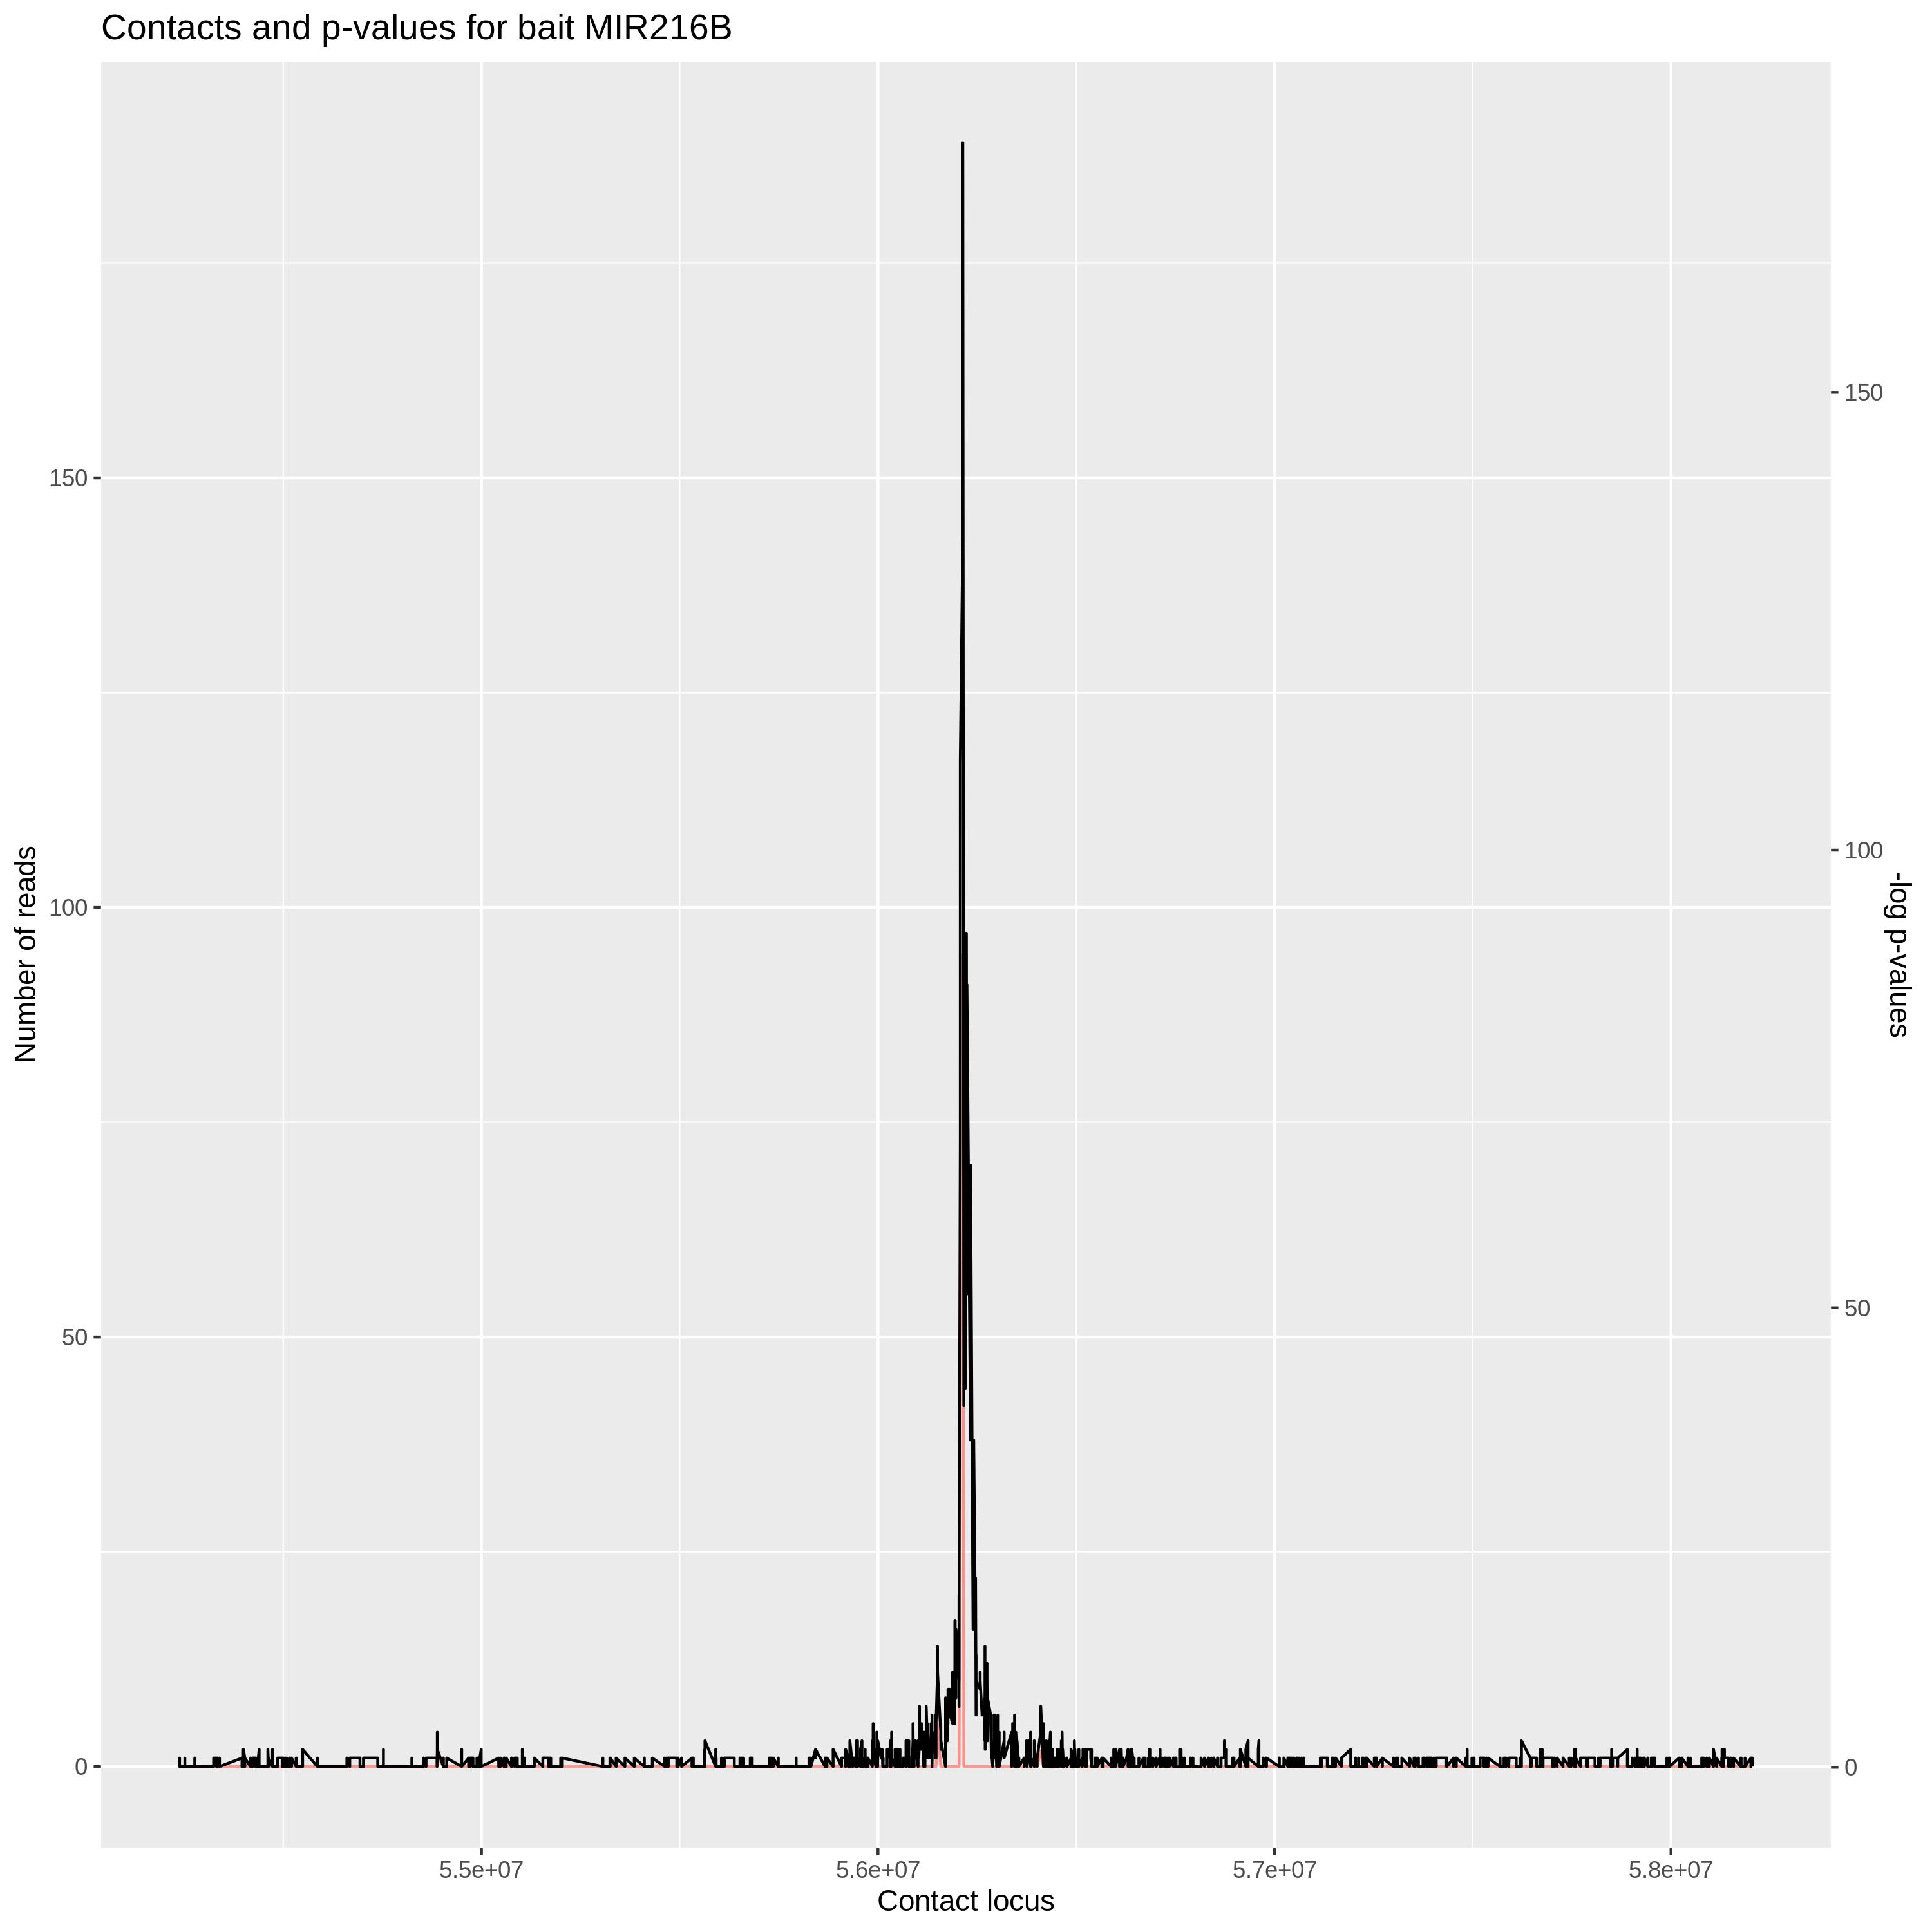 Contacts and p-values for bait MIR216B
150
100
50
0
Number of reads
150
100
50
0
-log p-values
5.5e+07
5.6e+07
5.7e+07
5.8e+07
Contact locus